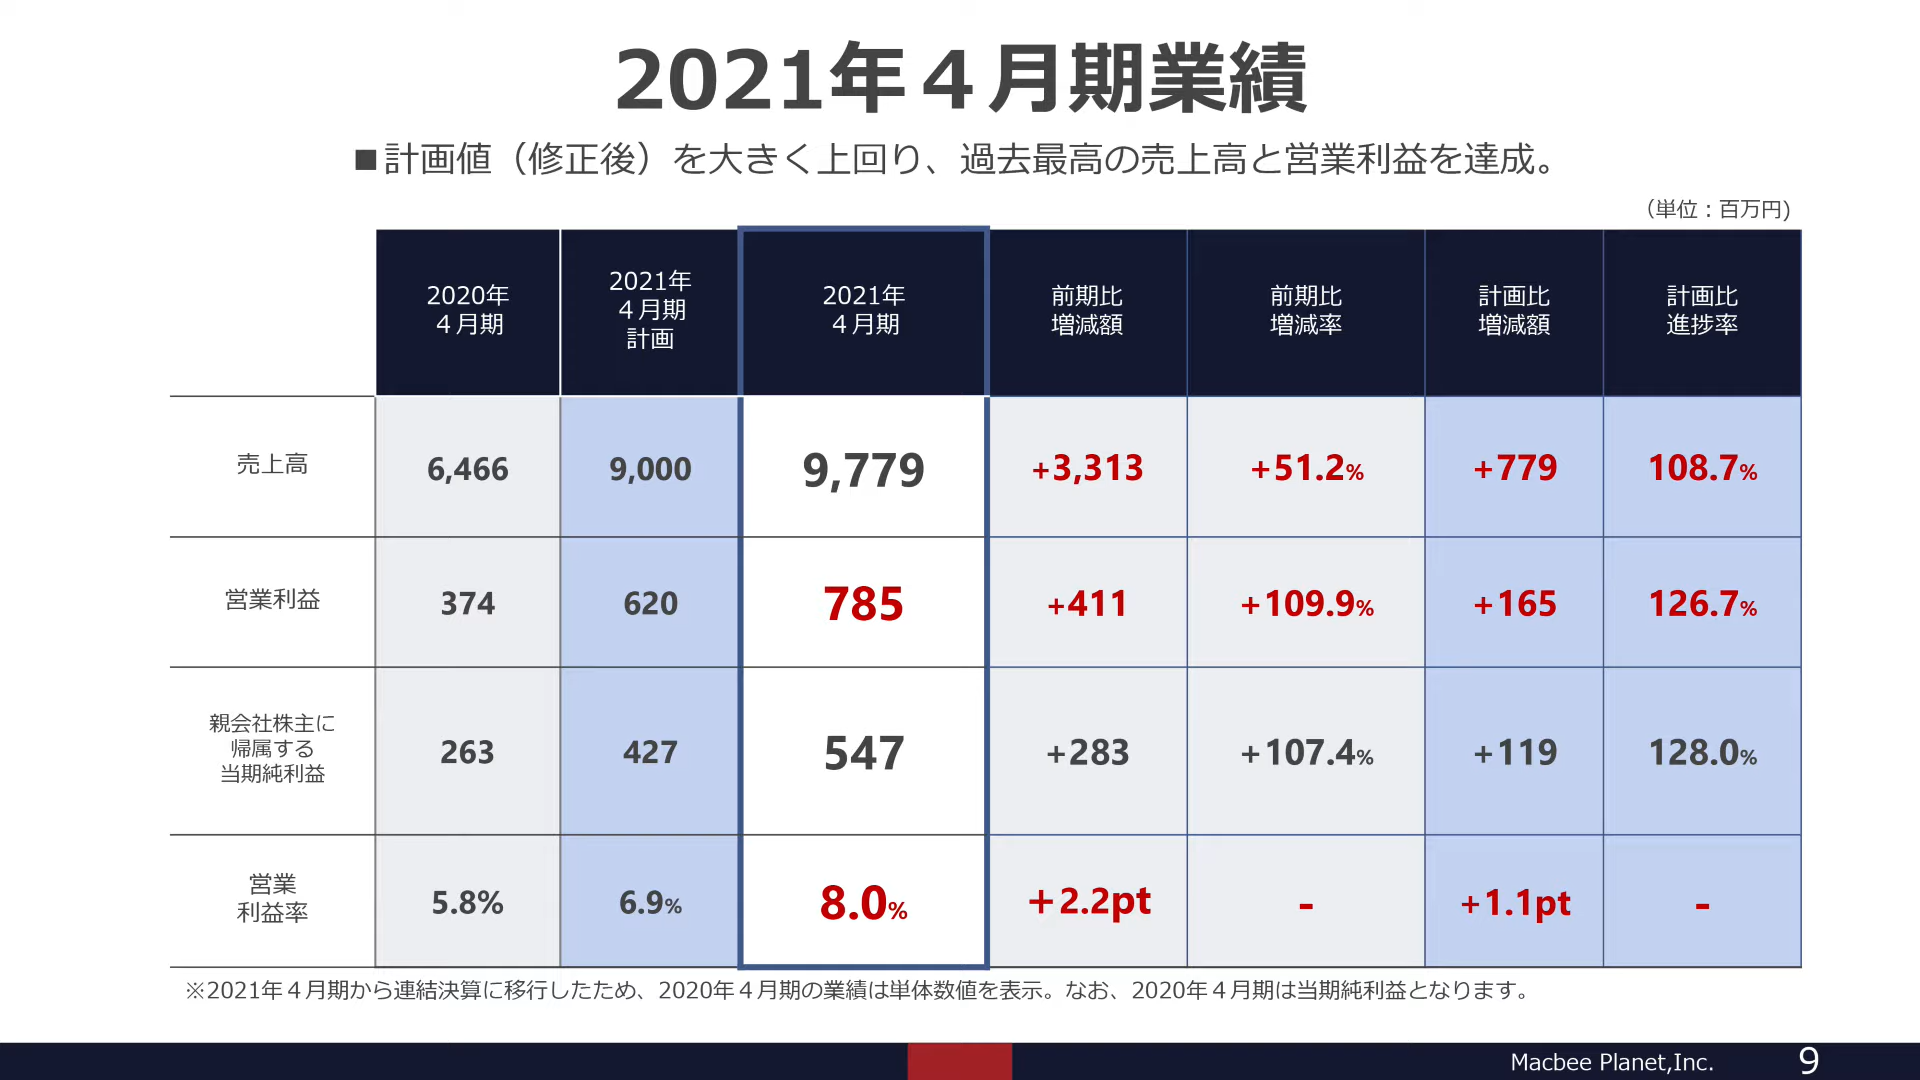 2021年４月期業績
■計画値（修正後）を大きく上回り、過去最高の売上高と営業利益を達成。
（単位：百万円)
2020年
４月期
2021年
４月期
計画
2021年
４月期
前期比
増減額
前期比
増減率
計画比
増減額
計画比
進捗率
売上高
6,466
9,000
9,779
+3,313
+51.2%
+779
108.7%
営業利益
374
620
785
+411
+109.9%
+165
126.7%
親会社株主に
帰属する
当期純利益
263
427
547
+283
+107.4%
+119
128.0%
営業
利益率
5.8%
6.9%
8.0%
＋2.2pt
-
+1.1pt
-
※2021年４月期から連結決算に移行したため、2020年４月期の業績は単体数値を表示。なお、2020年４月期は当期純利益となります。
Macbee Planet,Inc.
9